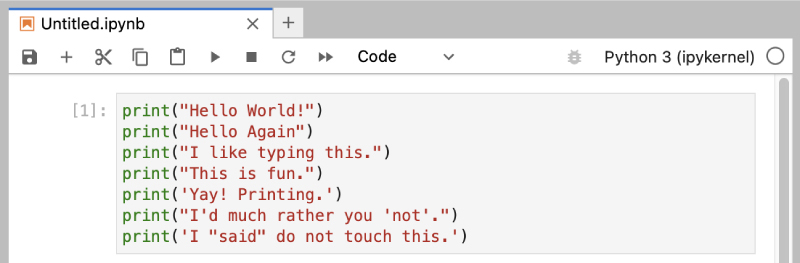 Untitled.ipynb
Code
Python 3 (ipykernel)
[1]:
print("Hello World!")
print("Hello Again")
print("I like typing this.")
print("This is fun.")
print('Yay! Printing.')
print("I'd much rather you 'not'.")
print('I "said" do not touch this.')